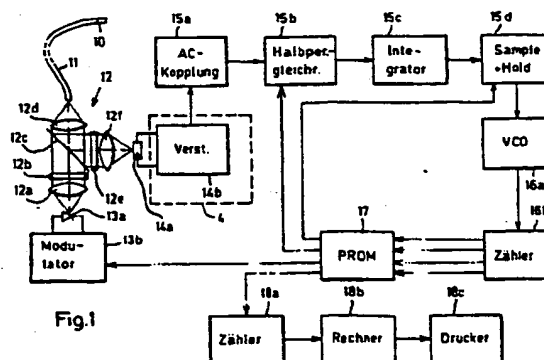 10
11
12
12d
12c
12b
12a
12f
12e
13a
13b
Modu-
lator
Fig.1
14a
14b
Verst.
4
15a
AC-
Kopplung
15b
Halbper.
gleichr.
15c
Inte-
grator
15d
Sample
+Hold
VCO
16a
16b
Zähler
17
PROM
18a
Zähler
18b
Rechner
18c
Drucker